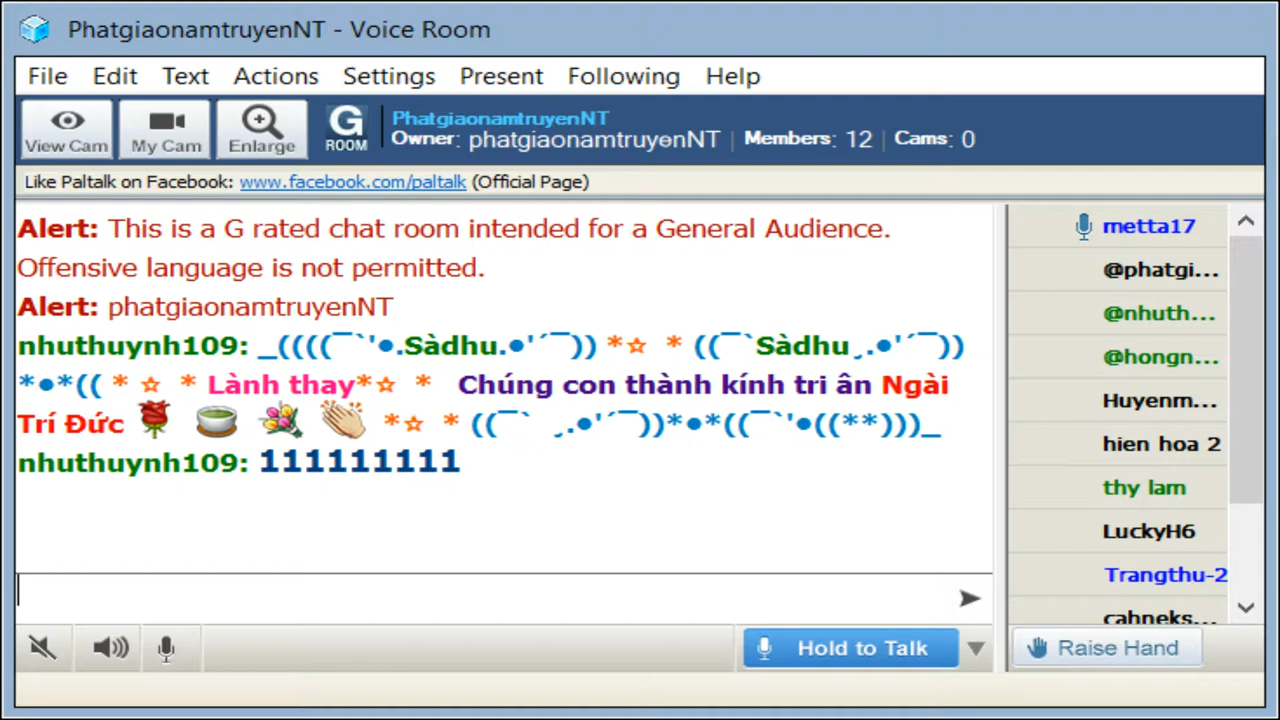 PhatgiaonamtruyenNT - Voice Room
File Edit Text Actions Settings Present Following Help
View Cam My Cam Enlarge G ROOM
PhatgiaonamtruyenNT
Owner: phatgiaonamtruyenNT | Members: 12 | Cams: 0
Like Paltalk on Facebook: www.facebook.com/paltalk (Official Page)
Alert: This is a G rated chat room intended for a General Audience.
Offensive language is not permitted.
Alert: phatgiaonamtruyenNT
nhuthuynh109: _((((¯`'●.Sàdhu.●'´¯)) *☆ * ((¯`Sàdhu¸.●'´¯))
*●*(( * ☆ * Lành thay*☆ * Chúng con thành kính tri ân Ngài
Trí Đức *☆ * ((¯` ¸.●'´¯))*●*((¯`'●((**)))_
nhuthuynh109: 111111111
metta17
@phatgi...
@nhuth...
@hongn...
Huyenm...
hien hoa 2
thy lam
LuckyH6
Trangthu-2
cahneks...
Hold to Talk
Raise Hand